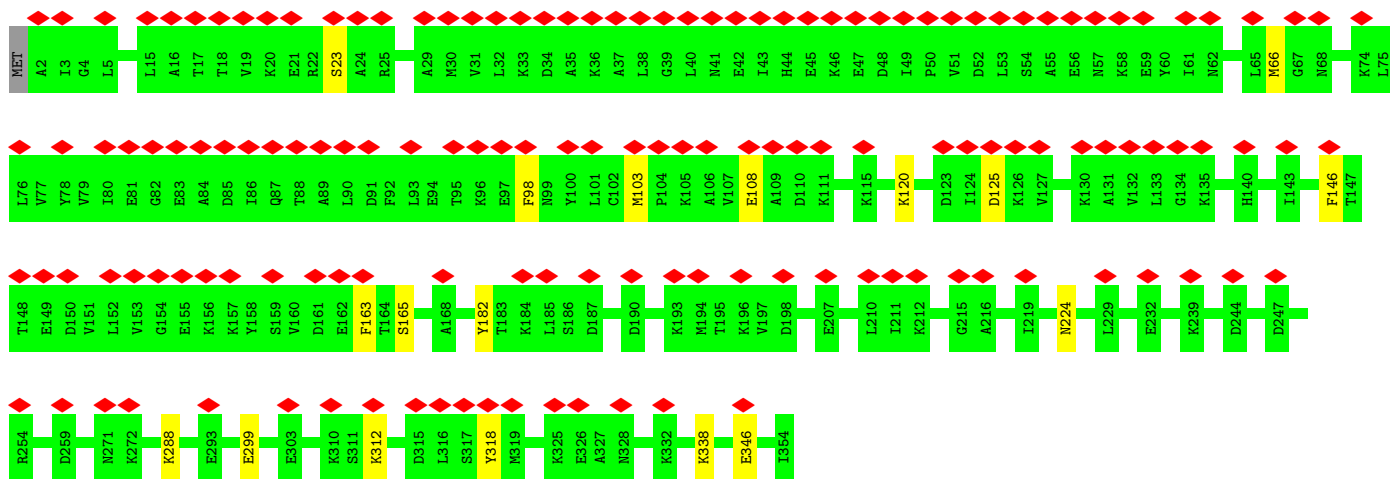 MET A2 I3 G4 L5 L15 A16 T17 T18 V19 K20 E21 R22 S23 A24 R25 A29 M30 V31 L32 K33 D34 A35 K36 A37 L38 G39 L40 N41 E42 I43 H44 E45 K46 E47 D48 I49 P50 V51 D52 L53 S54 A55 E56 N57 K58 E59 Y60 I61 N62 L65 M66 G67 N68 K74 L75
L76 V77 Y78 V79 I80 E81 G82 E83 A84 D85 I86 Q87 T88 A89 L90 D91 F92 L93 E94 T95 K96 E97 F98 N99 Y100 L101 C102 M103 P104 K105 A106 V107 E108 A109 D110 K111 K115 K120 D123 I124 D125 K126 V127 K130 A131 V132 L133 G134 K135 H140 I143 F146 T147
T148 E149 D150 V151 L152 V153 G154 E155 K156 K157 Y158 S159 V160 D161 E162 F163 T164 S165 A168 Y182 T183 K184 L185 S186 D187 D190 K193 M194 T195 K196 V197 D198 E207 L210 I211 K212 G215 A216 I219 N224 L229 E232 K239 D244 D247
R254 D259 N271 K272 K288 E293 E299 E303 K310 S311 K312 D315 L316 S317 Y318 M319 K325 E326 A327 N328 K332 K338 E346 I354